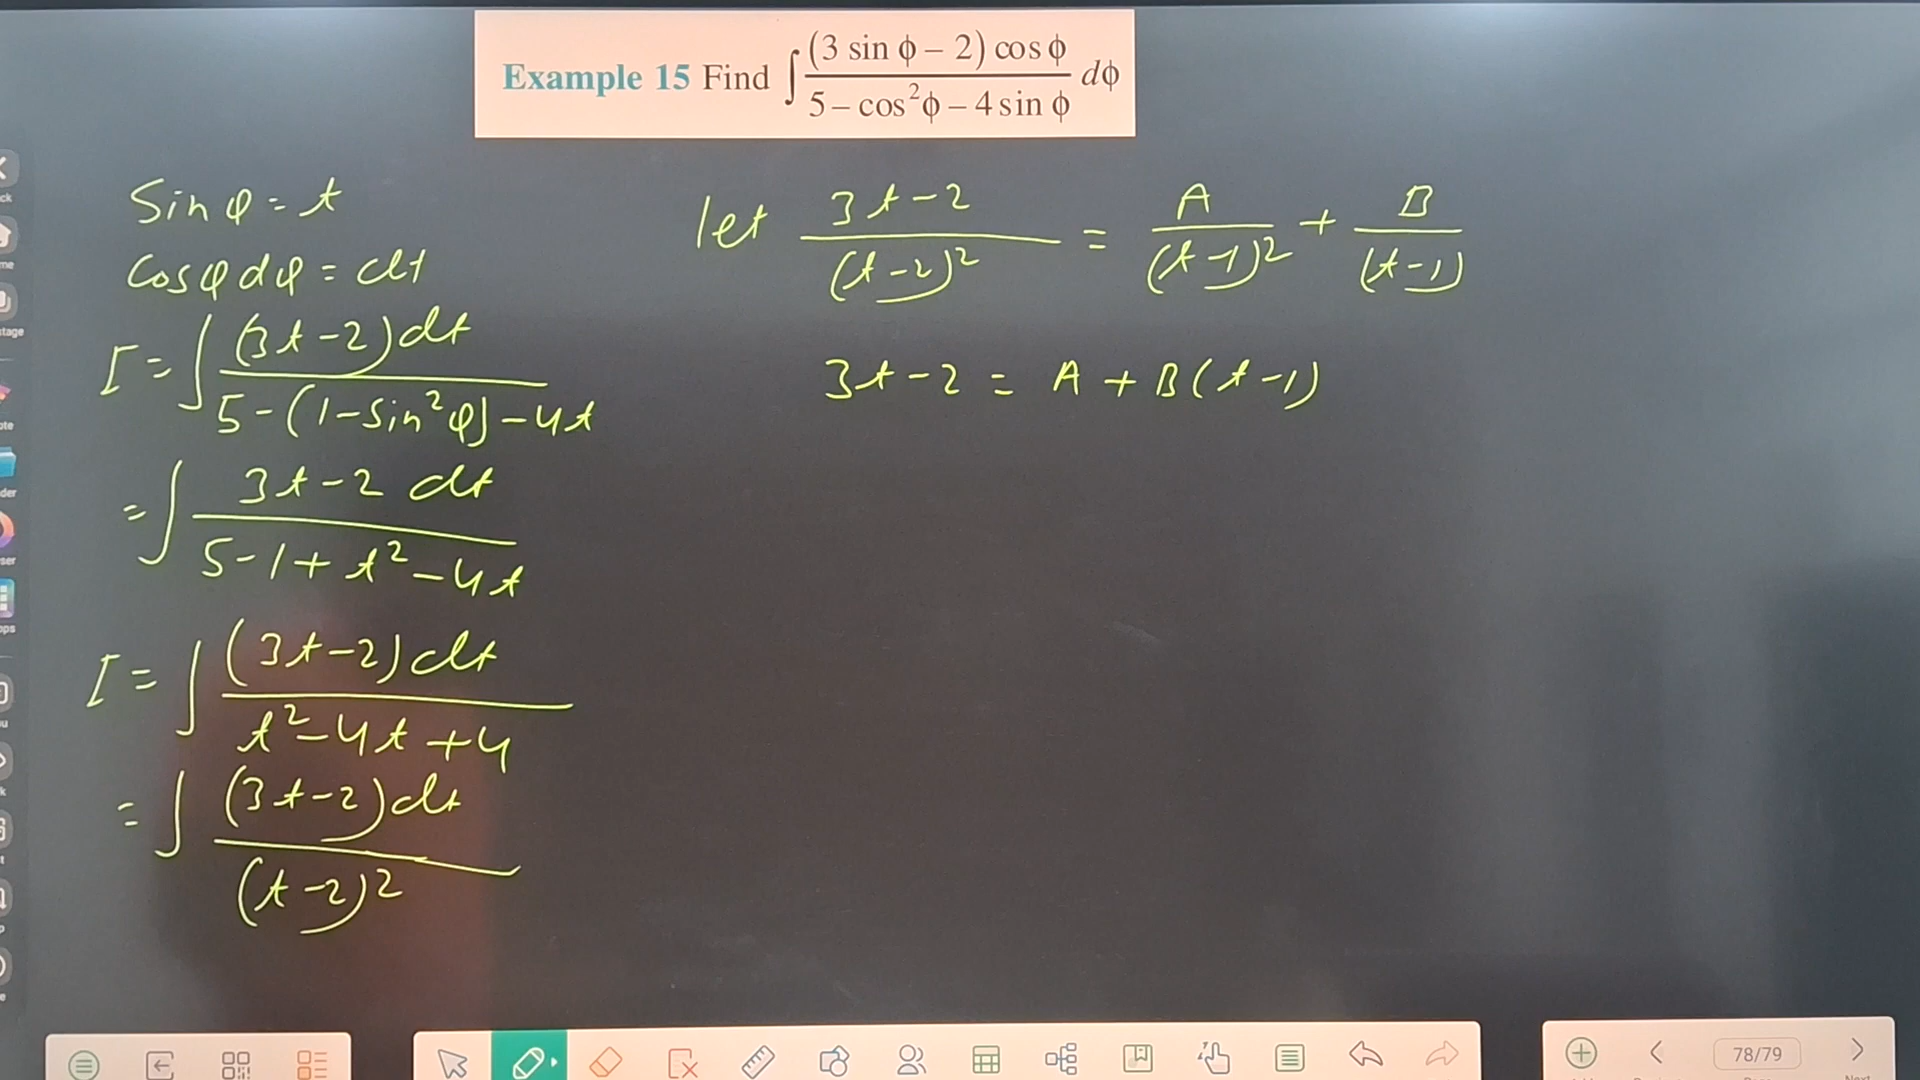 Example 15 Find ∫ (3 sin ϕ – 2) cos ϕ / (5 – cos²ϕ – 4 sin ϕ) dϕ
Sin φ = t
Cosφ dφ = dt
I = ∫ (3t-2)dt / (5-(1-Sin²φ)-4t)
= ∫ 3t-2 dt / (5-1+t²-4t)
I = ∫ (3t-2)dt / (t²-4t+4)
= ∫ (3t-2)dt / (t-2)²
let (3t-2) / (t-2)² = A / (t-1)² + B / (t-1)
3t-2 = A + B(t-1)
78/79
Next